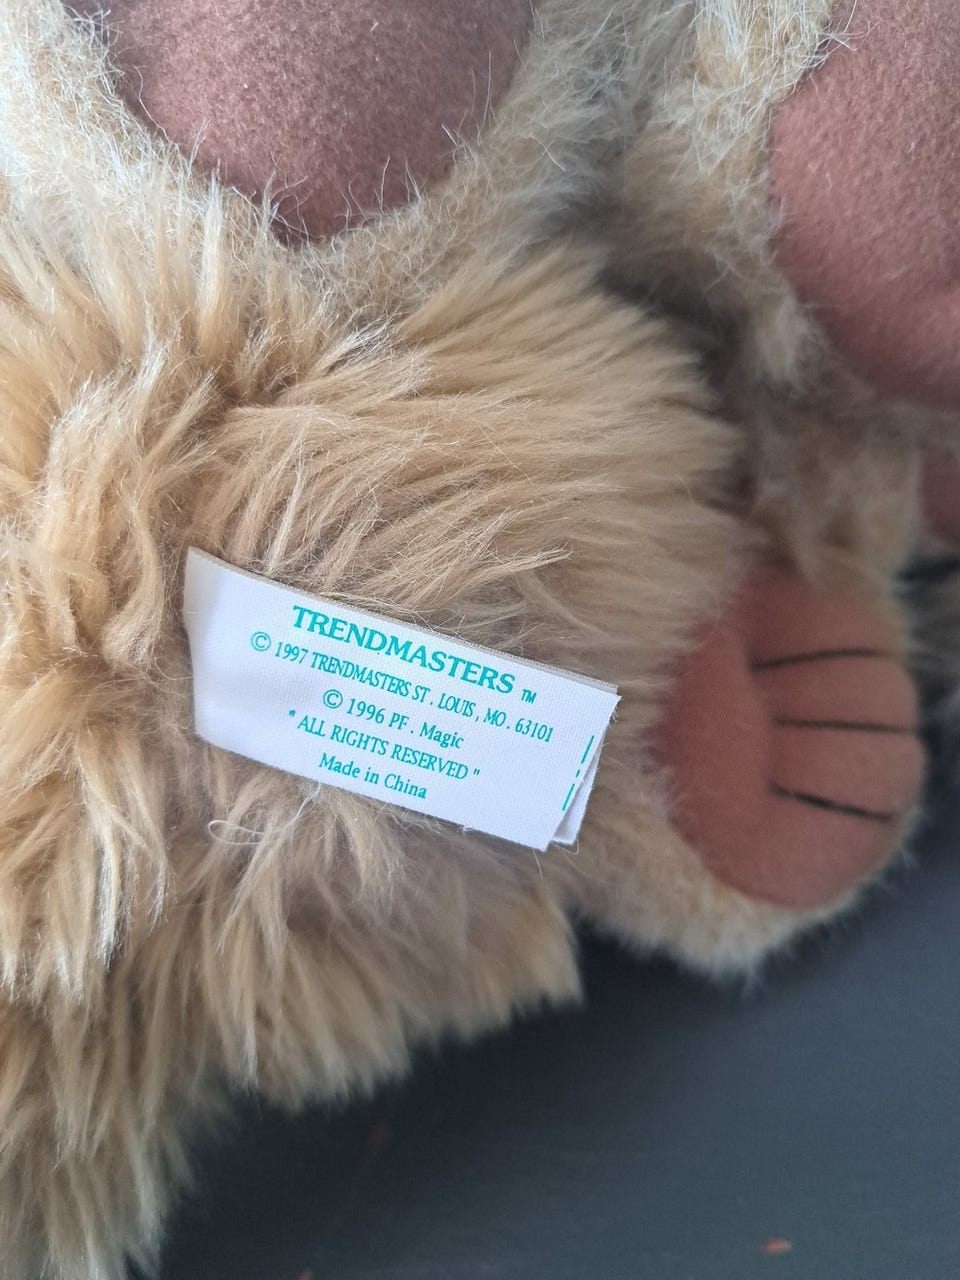 TRENDMASTERS ™
© 1997 TRENDMASTERS ST. LOUIS, MO. 63101
© 1996 PF. Magic
"ALL RIGHTS RESERVED"
Made in China